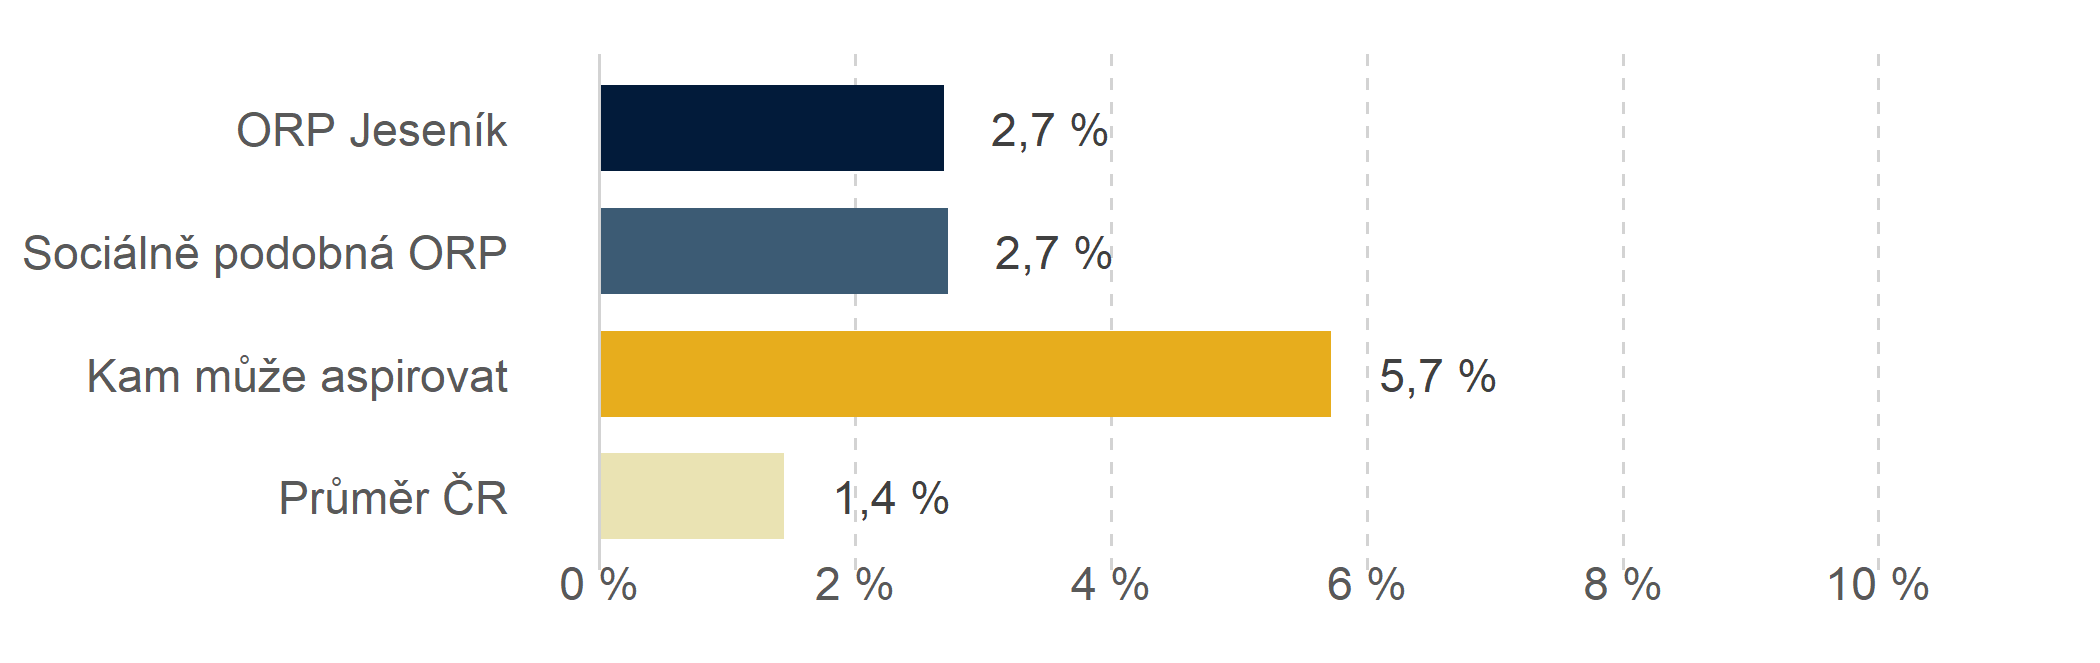 ORP Jeseník
2,7 %
Sociálně podobná ORP
2,7 %
Kam může aspirovat
5,7 %
Průměr ČR
1,4 %
0 % 2 % 4 % 6 % 8 % 10 %